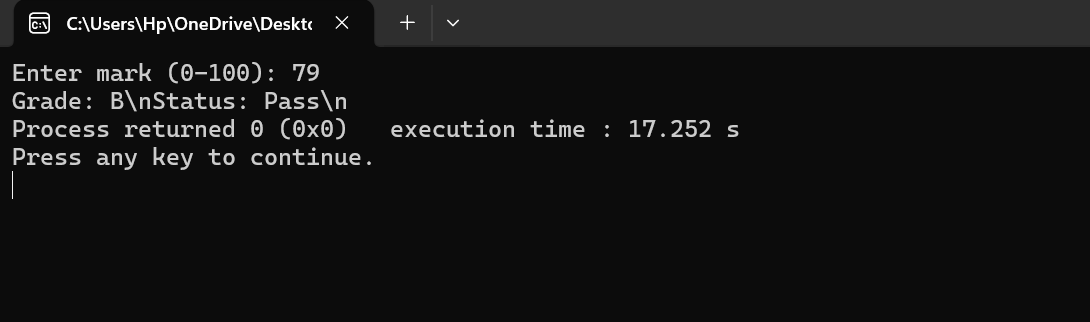 C:\Users\Hp\OneDrive\Deskto
Enter mark (0-100): 79
Grade: B\nStatus: Pass\n
Process returned 0 (0x0)   execution time : 17.252 s
Press any key to continue.